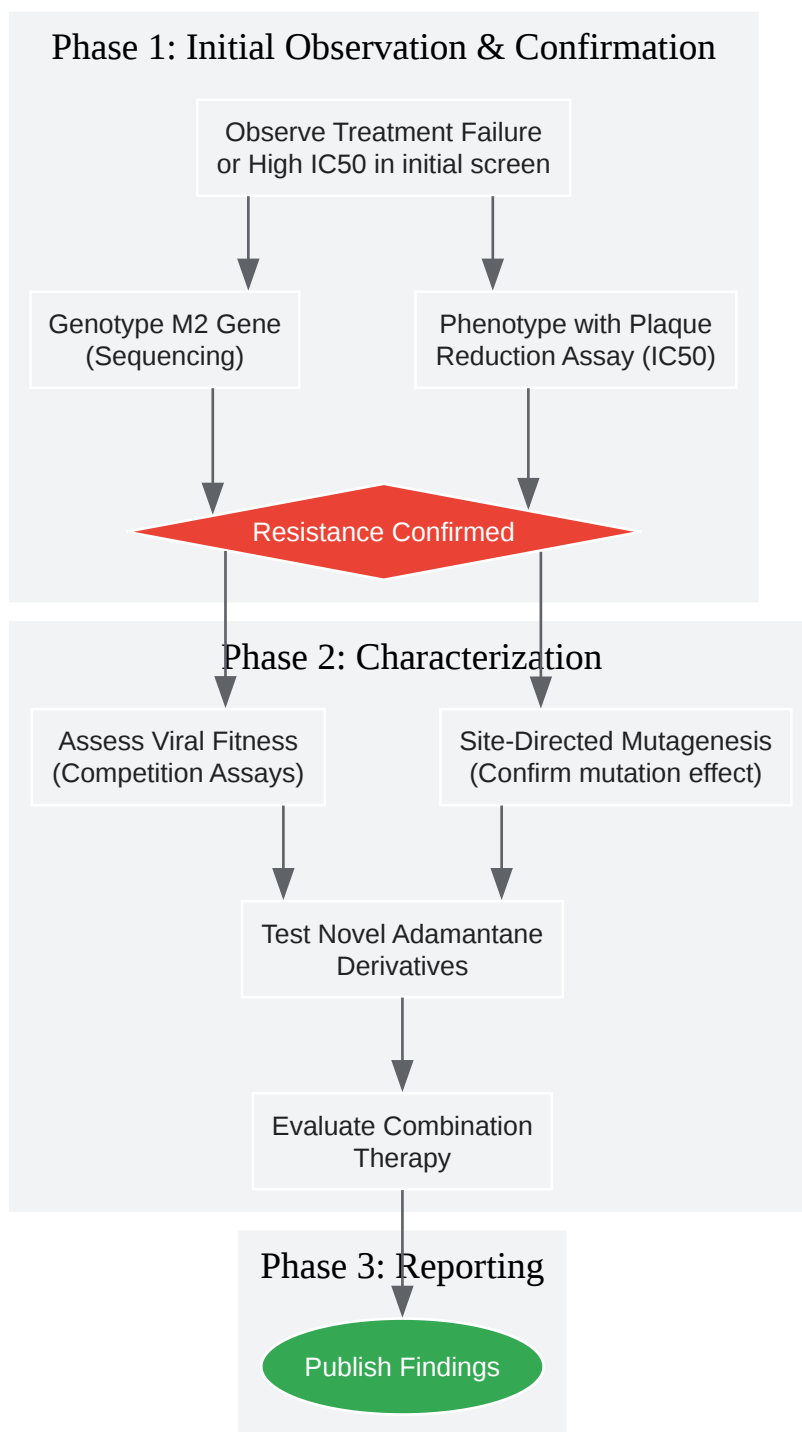 Phase 1: Initial Observation & Confirmation
Observe Treatment Failure
or High IC50 in initial screen
Genotype M2 Gene
(Sequencing)
Phenotype with Plaque
Reduction Assay (IC50)
Resistance Confirmed
Phase 2: Characterization
Assess Viral Fitness
(Competition Assays)
Site-Directed Mutagenesis
(Confirm mutation effect)
Test Novel Adamantane
Derivatives
Evaluate Combination
Therapy
Phase 3: Reporting
Publish Findings